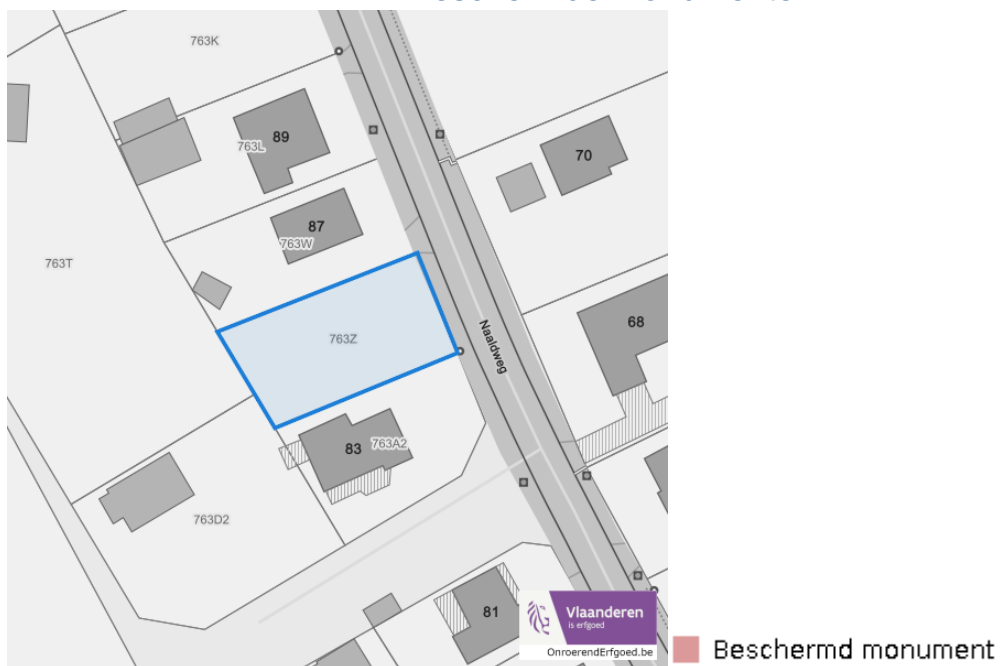 763K
89
763L
70
87
763W
763T
68
763Z
Naaldweg
83
763A2
763D2
81
Vlaanderen
is erfgoed
OnroerendErfgoed.be
Beschermd monument